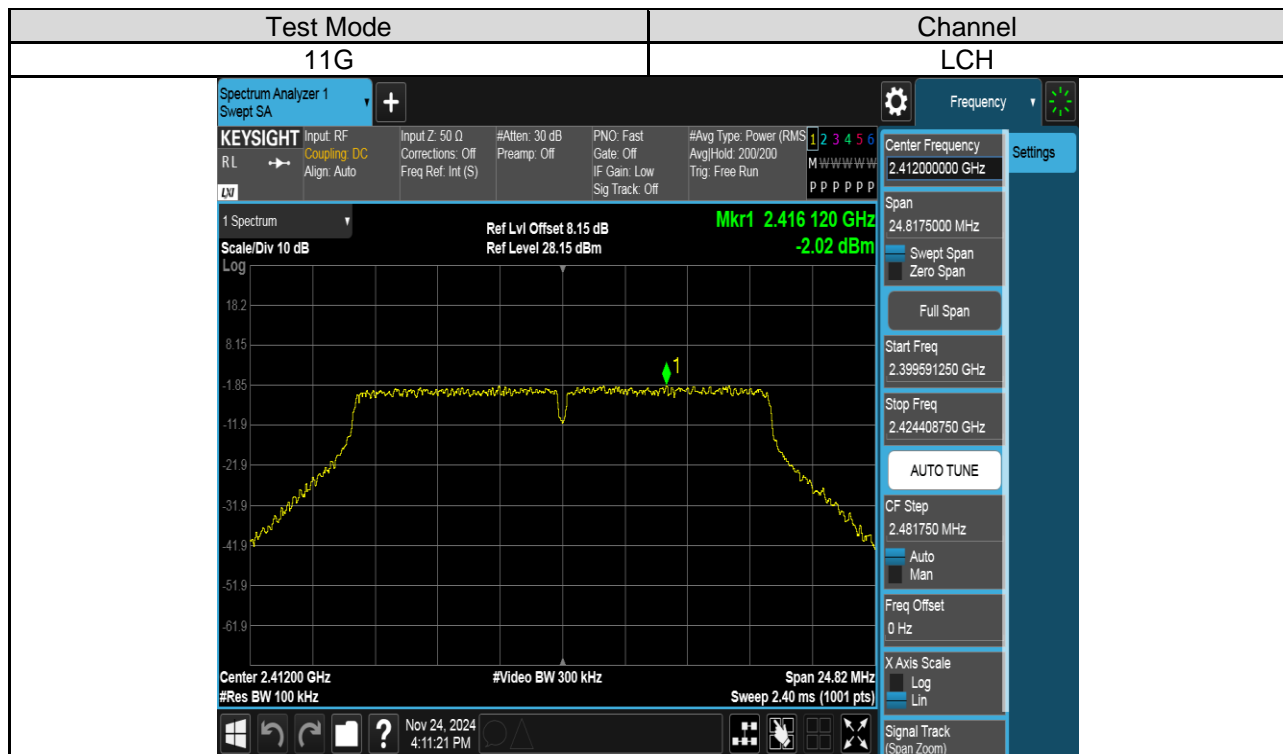 Test Mode Channel
11G LCH
Spectrum Analyzer 1
Swept SA
Frequency
KEYSIGHT
R L
LXI
Input: RF
Coupling: DC
Align: Auto
Input Z: 50 Ω
Corrections: Off
Freq Ref: Int (S)
#Atten: 30 dB
Preamp: Off
PNO: Fast
Gate: Off
IF Gain: Low
Sig Track: Off
#Avg Type: Power (RMS
Avg|Hold: 200/200
Trig: Free Run
1 2 3 4 5 6
M W W W W W
P P P P P P
1 Spectrum
Scale/Div 10 dB
Ref Lvl Offset 8.15 dB
Ref Level 28.15 dBm
Mkr1 2.416 120 GHz
-2.02 dBm
Log
18.2
8.15
-1.85
-11.9
-21.9
-31.9
-41.9
-51.9
-61.9
1
Center 2.41200 GHz
#Res BW 100 kHz
#Video BW 300 kHz
Span 24.82 MHz
Sweep 2.40 ms (1001 pts)
Center Frequency
2.412000000 GHz
Span
24.8175000 MHz
Swept Span
Zero Span
Full Span
Start Freq
2.399591250 GHz
Stop Freq
2.424408750 GHz
AUTO TUNE
CF Step
2.481750 MHz
Auto
Man
Freq Offset
0 Hz
X Axis Scale
Log
Lin
Signal Track
(Span Zoom)
Settings
?
Nov 24, 2024
4:11:21 PM